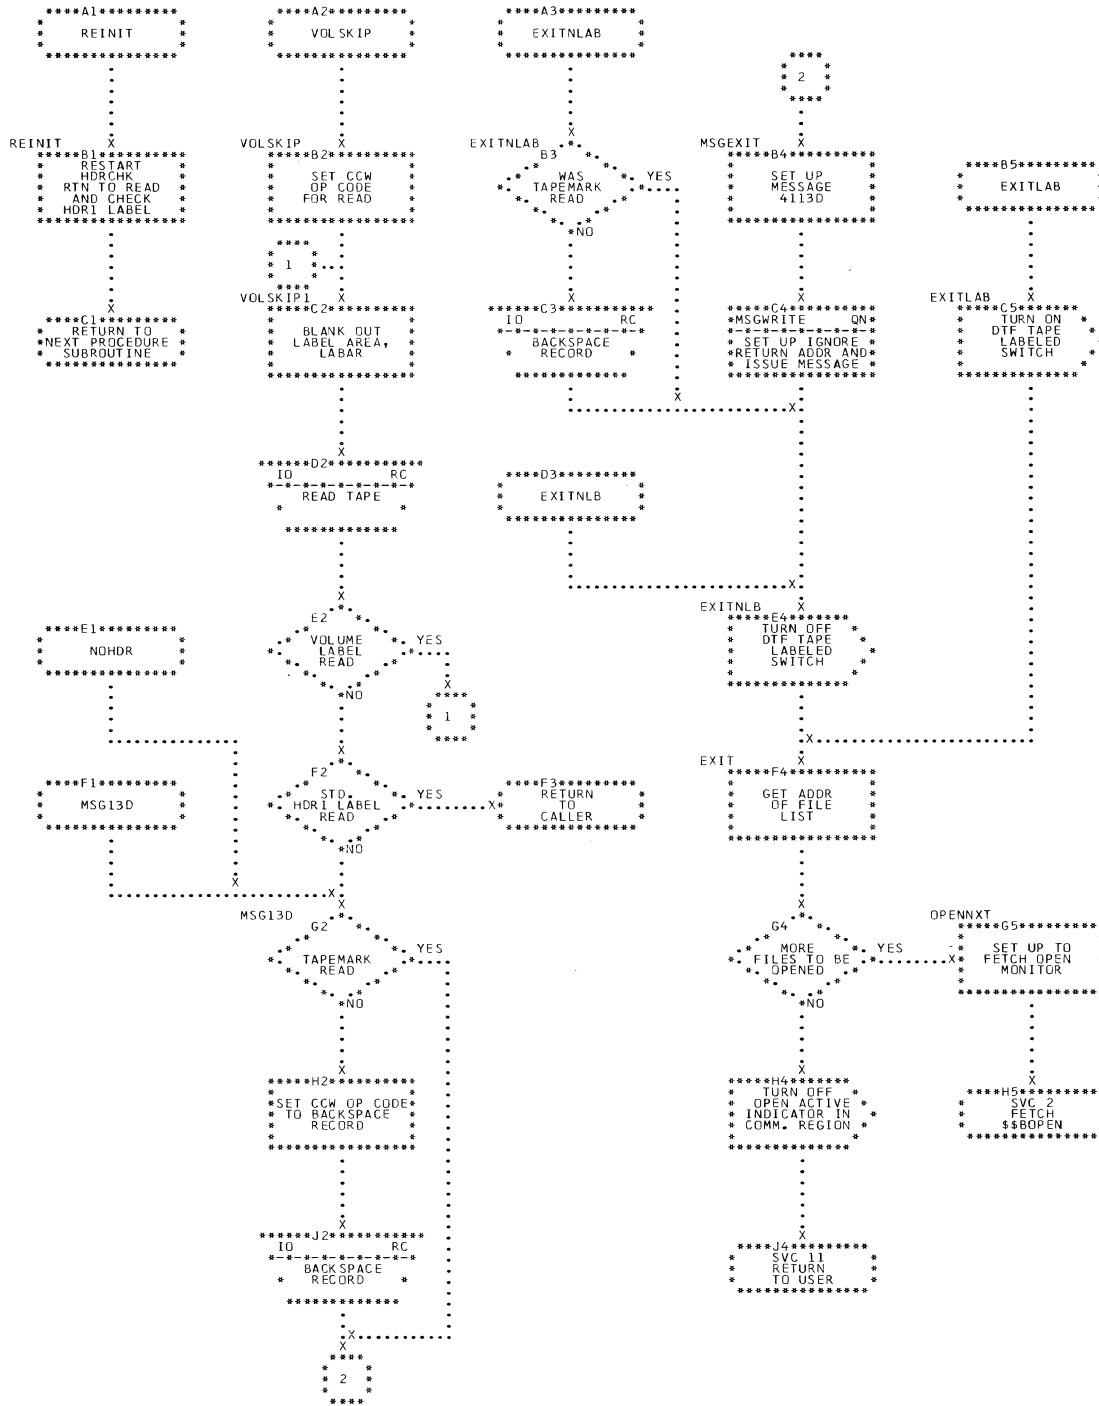 A1
REINIT
A2
VOLSKIP
A3
EXITNLAB
2
REINIT
B1
RESTART
HDRCHK
RTN TO READ
AND CHECK
HDR1 LABEL
VOLSKIP
B2
SET CCW
OP CODE
FOR READ
EXITNLAB
B3
WAS
TAPEMARK
READ
YES
NO
MSGEXIT
B4
SET UP
MESSAGE
4113D
B5
EXITLAB
1
C1
RETURN TO
NEXT PROCEDURE
SUBROUTINE
VOLSKIP1
C2
BLANK OUT
LABEL AREA,
LABAR
C3
IO RC
BACKSPACE
RECORD
C4
MSGWRITE QN
SET UP IGNORE
RETURN ADDR AND
ISSUE MESSAGE
EXITLAB
C5
TURN ON
DTF TAPE
LABELED
SWITCH
D2
IO RC
READ TAPE
D3
EXITNLB
E1
NOHDR
E2
VOLUME
LABEL
READ
YES
NO
1
EXITNLB
E4
TURN OFF
DTF TAPE
LABELED
SWITCH
F1
MSG13D
F2
STD.
HDR1 LABEL
READ
YES
NO
F3
RETURN
TO
CALLER
EXIT
F4
GET ADDR
OF FILE
LIST
MSG13D
G2
TAPEMARK
READ
YES
NO
G4
MORE
FILES TO BE
OPENED
YES
NO
OPENNXT
G5
SET UP TO
FETCH OPEN
MONITOR
H2
SET CCW OP CODE
TO BACKSPACE
RECORD
H4
TURN OFF
OPEN ACTIVE
INDICATOR IN
COMM. REGION
H5
SVC 2
FETCH
$$BOPEN
J2
IO RC
BACKSPACE
RECORD
J4
SVC 11
RETURN
TO USER
2